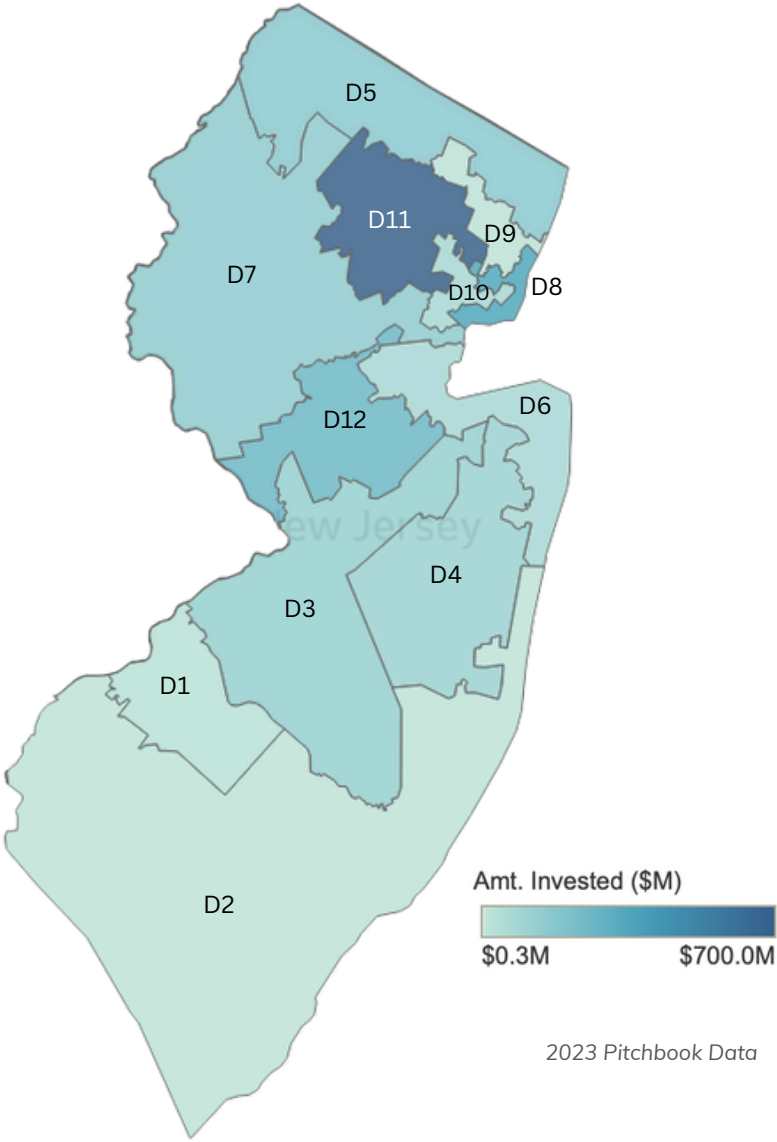 D5
D11
D9
D7
D10
D8
D6
D12
ew Jersey
D4
D3
D1
D2
Amt. Invested ($M)
$0.3M $700.0M
2023 Pitchbook Data